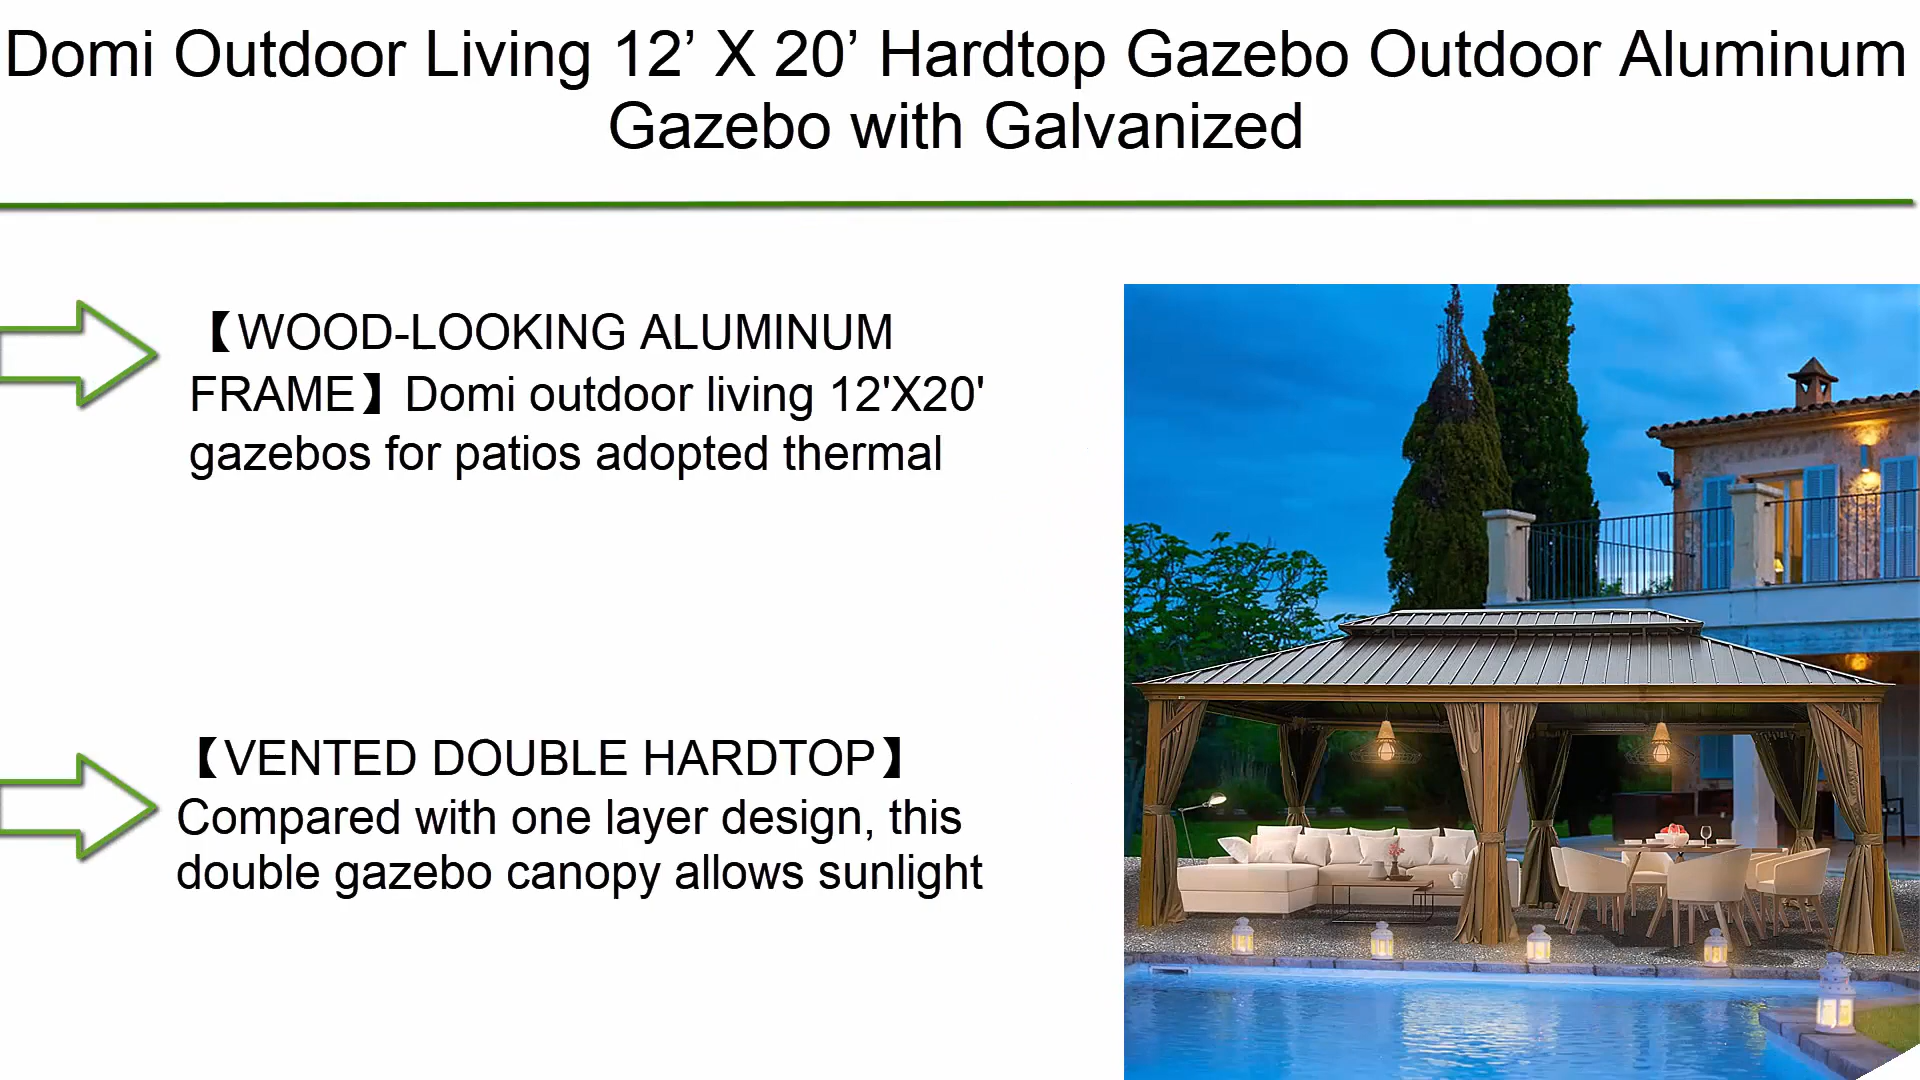 Domi Outdoor Living 12’ X 20’ Hardtop Gazebo Outdoor Aluminum
Gazebo with Galvanized
【WOOD-LOOKING ALUMINUM
FRAME】Domi outdoor living 12'X20'
gazebos for patios adopted thermal
【VENTED DOUBLE HARDTOP】
Compared with one layer design, this
double gazebo canopy allows sunlight